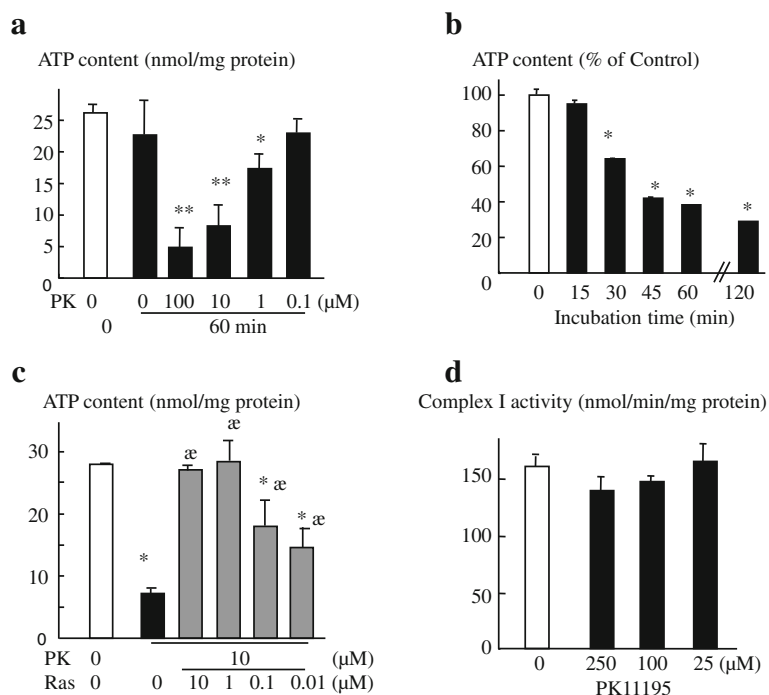 a
ATP content (nmol/mg protein)
25
20
15
10
5
0
** ** *
PK 0 0 100 10 1 0.1 (μM)
0 60 min
b
ATP content (% of Control)
100
80
60
40
20
0
* * * *
0 15 30 45 60 120
Incubation time (min)
c
ATP content (nmol/mg protein)
30
20
10
0
* æ æ * æ * æ
PK 0 10 (μM)
Ras 0 0 10 1 0.1 0.01 (μM)
d
Complex I activity (nmol/min/mg protein)
150
100
50
0
0 250 100 25 (μM)
PK11195